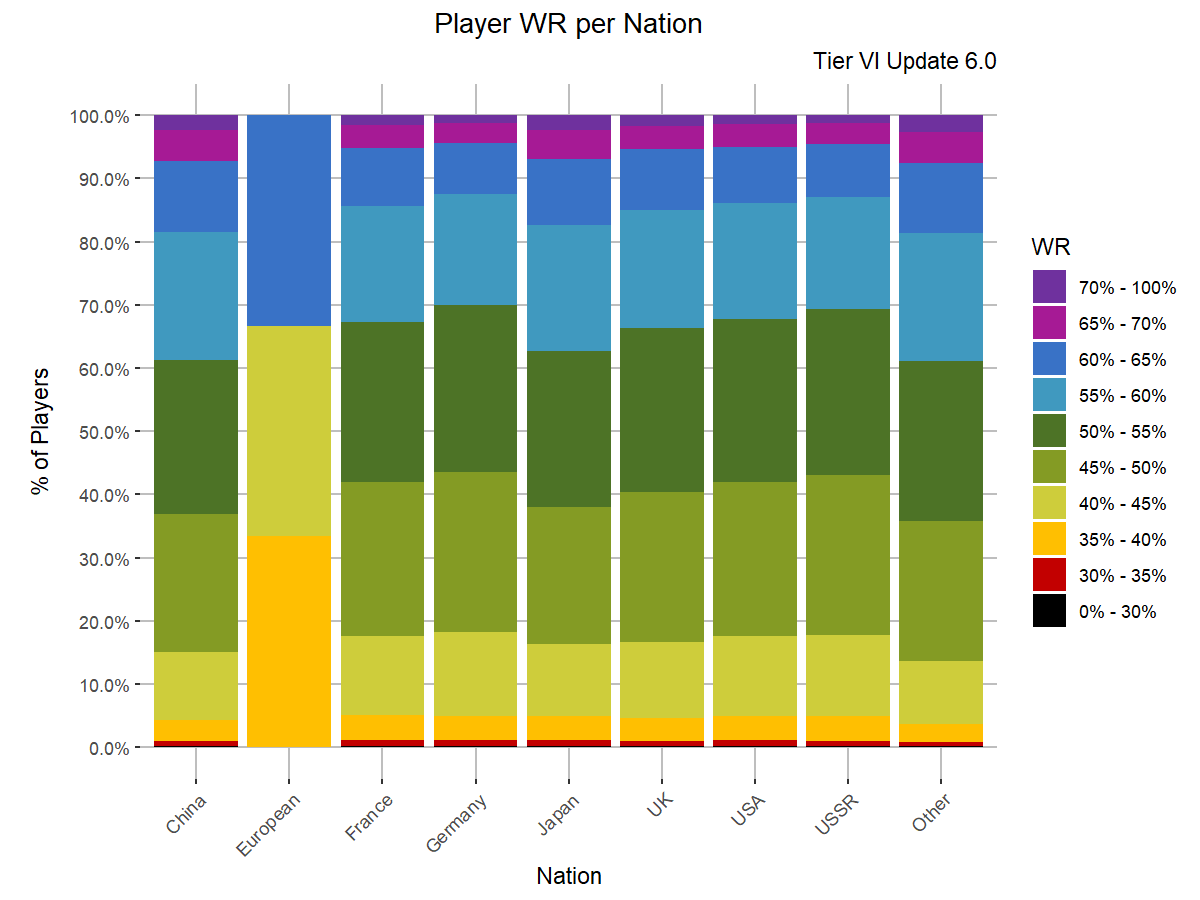 Player WR per Nation
Tier VI Update 6.0
100.0%
90.0%
80.0%
70.0%
60.0%
50.0%
40.0%
30.0%
20.0%
10.0%
0.0%
% of Players
China
European
France
Germany
Japan
UK
USA
USSR
Other
Nation
WR
70% - 100%
65% - 70%
60% - 65%
55% - 60%
50% - 55%
45% - 50%
40% - 45%
35% - 40%
30% - 35%
0% - 30%